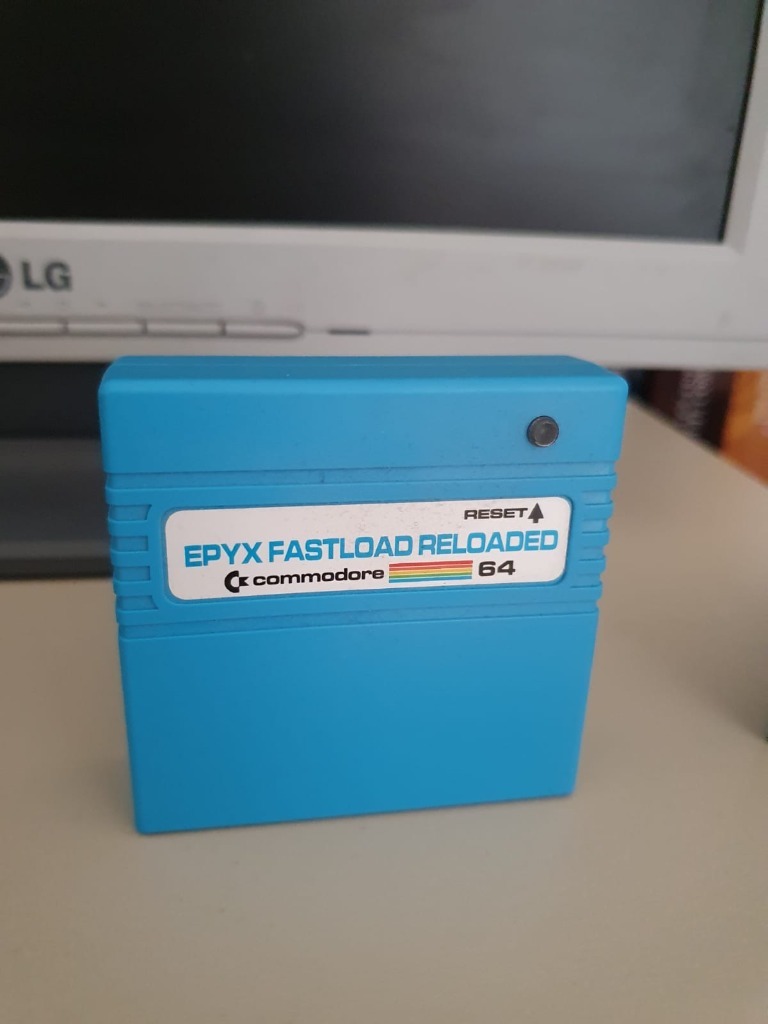 LG
RESET
EPYX FASTLOAD RELOADED
commodore 64